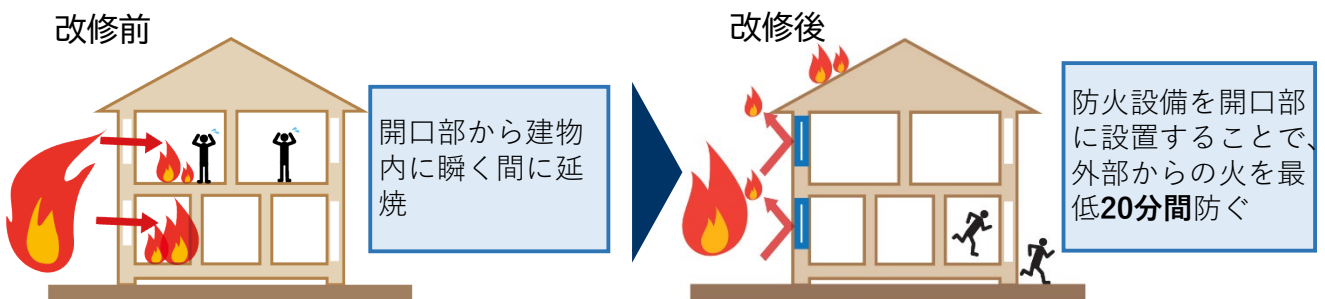 改修前
開口部から建物
内に瞬く間に延
焼
改修後
防火設備を開口部
に設置することで、
外部からの火を最
低20分間防ぐ